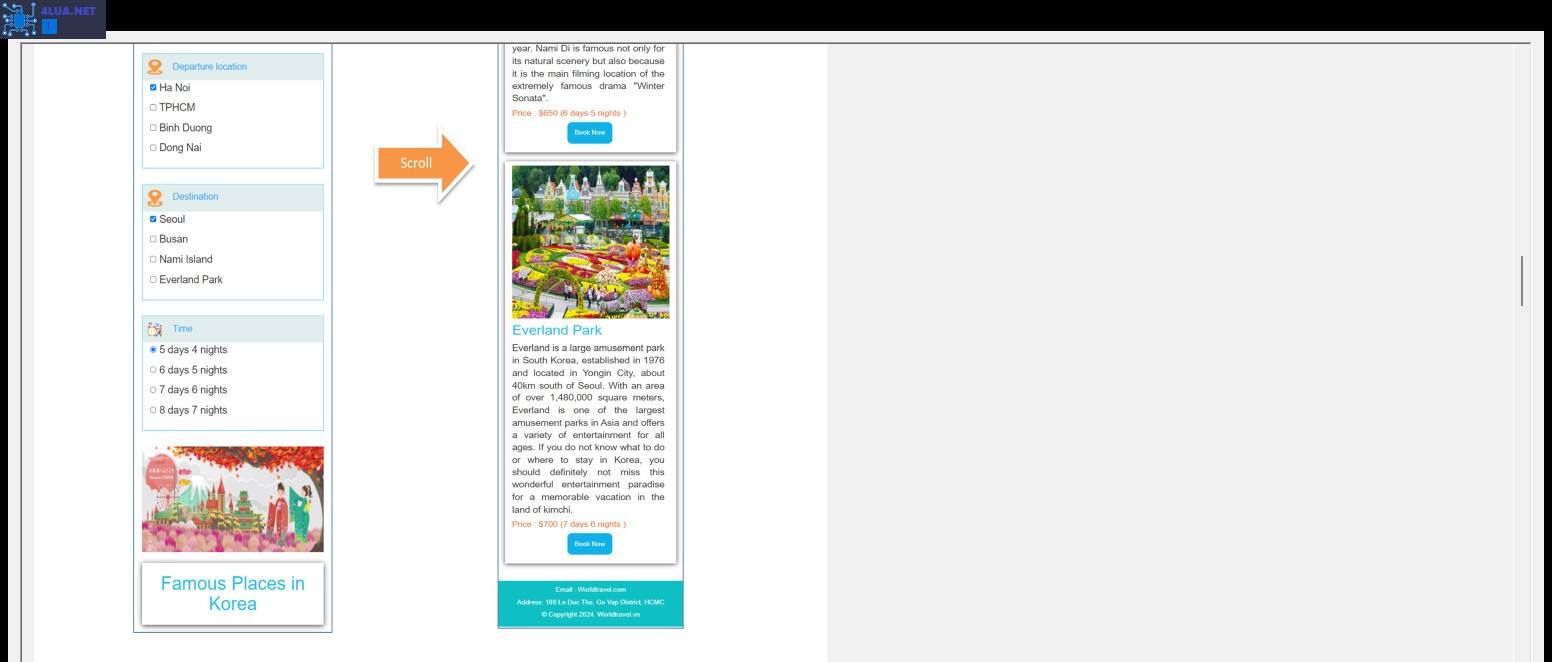 4LUA.NET
Departure location
Ha Noi
TPHCM
Binh Duong
Dong Nai
Destination
Seoul
Busan
Nami Island
Everland Park
Time
5 days 4 nights
6 days 5 nights
7 days 6 nights
8 days 7 nights
Famous Places in
Korea
Scroll
year. Nami Di is famous not only for
its natural scenery but also because
it is the main filming location of the
extremely famous drama "Winter
Sonata".
Price : $650 (6 days 5 nights )
Book Now
Everland Park
Everland is a large amusement park
in South Korea, established in 1976
and located in Yongin City, about
40km south of Seoul. With an area
of over 1,480,000 square meters,
Everland is one of the largest
amusement parks in Asia and offers
a variety of entertainment for all
ages. If you do not know what to do
or where to stay in Korea, you
should definitely not miss this
wonderful entertainment paradise
for a memorable vacation in the
land of kimchi.
Price : $700 (7 days 6 nights )
Book Now
Email : Worldtravel.com
Address: 100 Le Duc Tho, Go Vap District, HCMC
© Copyright 2024. Worldtravel.vn